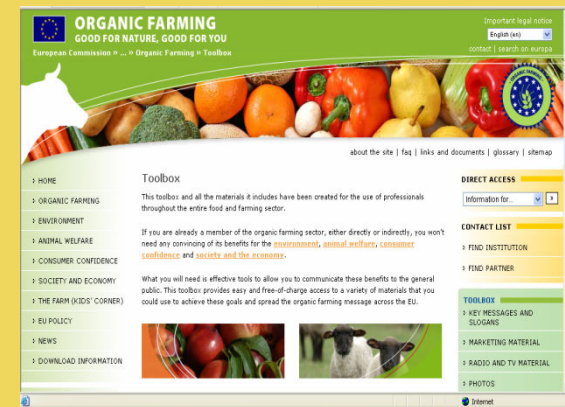 ORGANIC FARMING
GOOD FOR NATURE, GOOD FOR YOU
European Commission » ... » Organic Farming » Toolbox
Important legal notice
English (en)
contact | search on europa
about the site | faq | links and documents | glossary | sitemap
HOME
ORGANIC FARMING
ENVIRONMENT
ANIMAL WELFARE
CONSUMER CONFIDENCE
SOCIETY AND ECONOMY
THE FARM (KIDS' CORNER)
EU POLICY
NEWS
DOWNLOAD INFORMATION
Toolbox
This toolbox and all the materials it includes have been created for the use of professionals
throughout the entire food and farming sector.
If you are already a member of the organic farming sector, either directly or indirectly, you won't
need any convincing of its benefits for the environment, animal welfare, consumer
confidence and society and the economy.
What you will need is effective tools to allow you to communicate these benefits to the general
public. This toolbox provides easy and free-of-charge access to a variety of materials that you
could use to achieve these goals and spread the organic farming message across the EU.
DIRECT ACCESS
Information for...
CONTACT LIST
FIND INSTITUTION
FIND PARTNER
TOOLBOX
KEY MESSAGES AND
SLOGANS
MARKETING MATERIAL
RADIO AND TV MATERIAL
PHOTOS
Internet